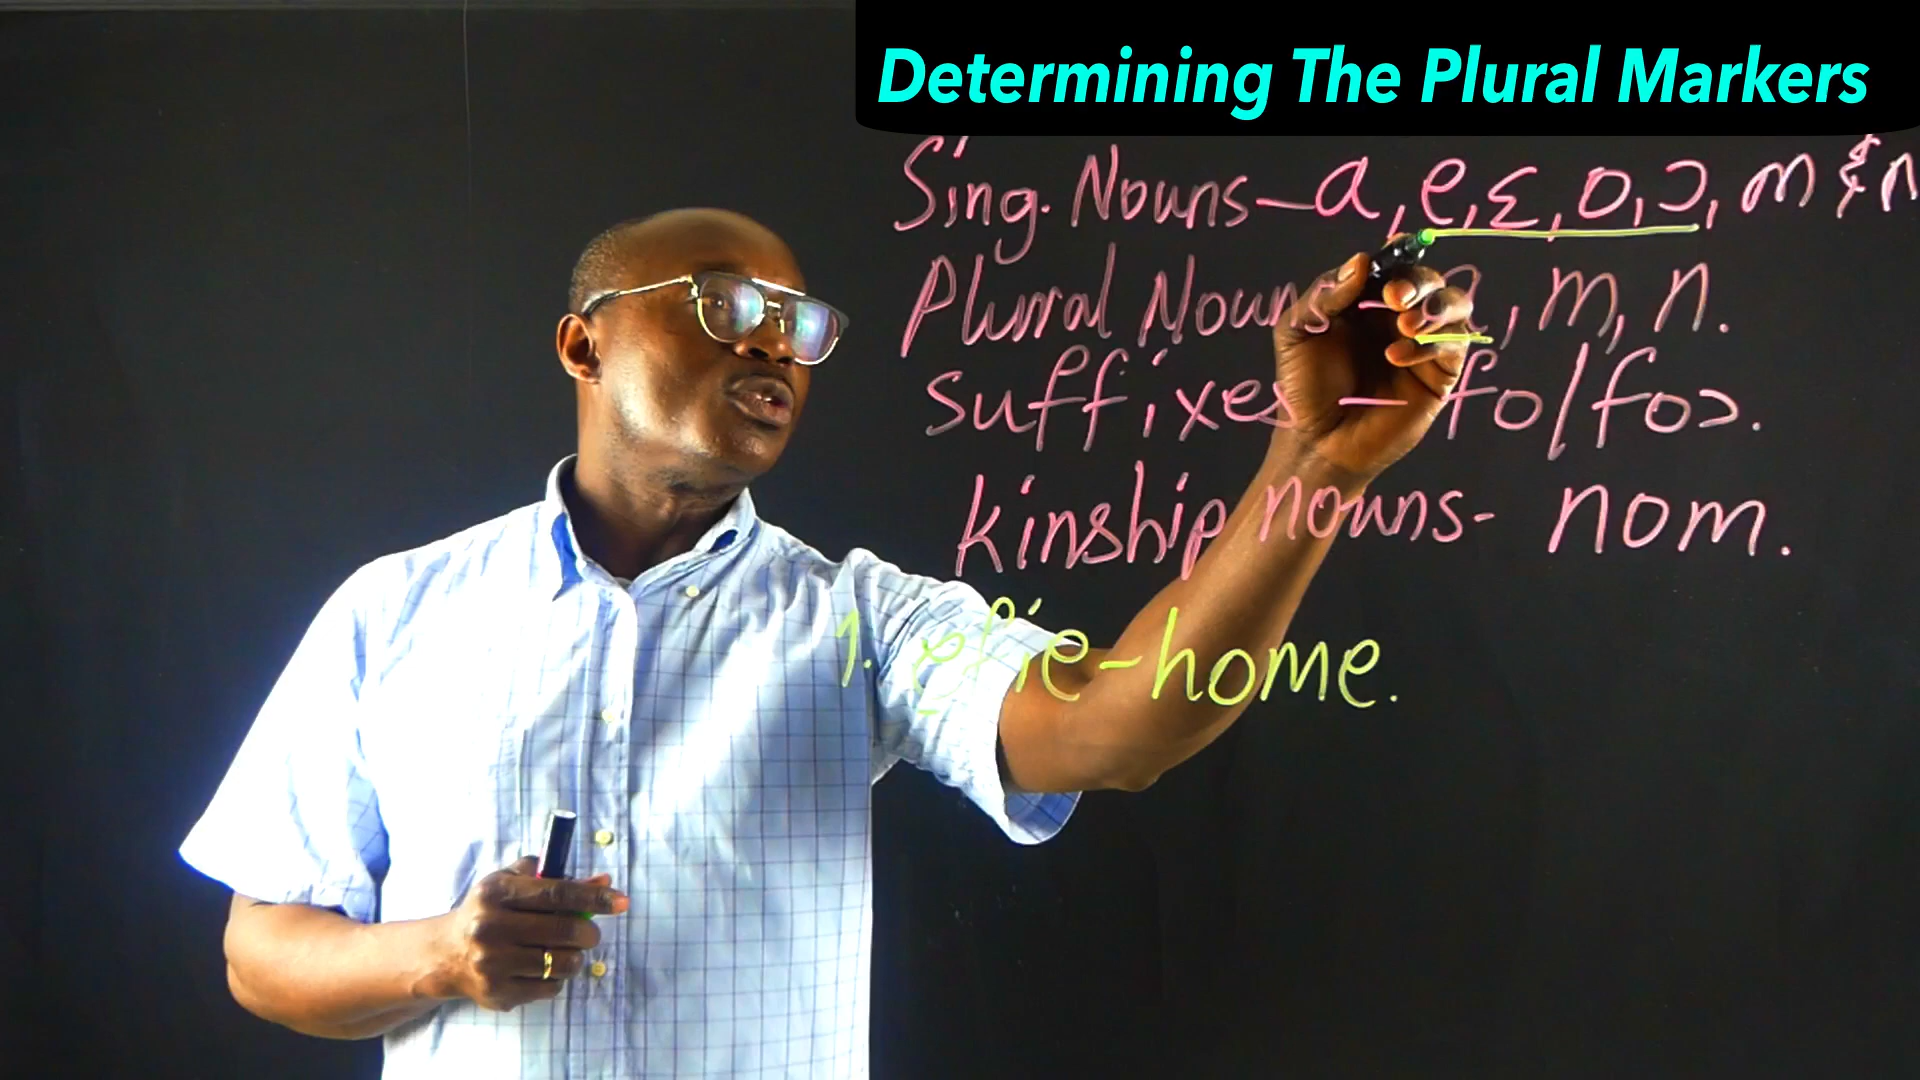 Determining The Plural Markers
Sing. Nouns - a, e, ɛ, o, ɔ, m & n
Plural Nouns - a, m, n.
Suffixes - fo/foɔ.
kinship nouns - nom.
1. efie - home.